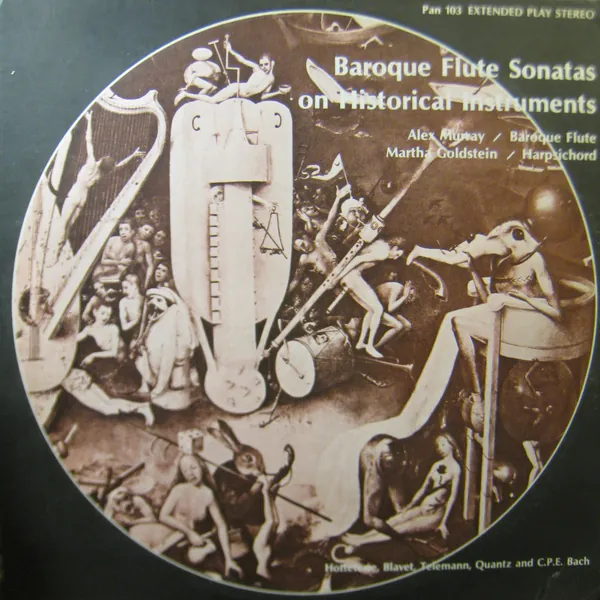 Pan 103 EXTENDED PLAY STEREO
Baroque Flute Sonatas
on Historical Instruments
Alex Murray / Baroque Flute
Martha Goldstein / Harpsichord
Hotteterre, Blavet, Telemann, Quantz and C.P.E. Bach